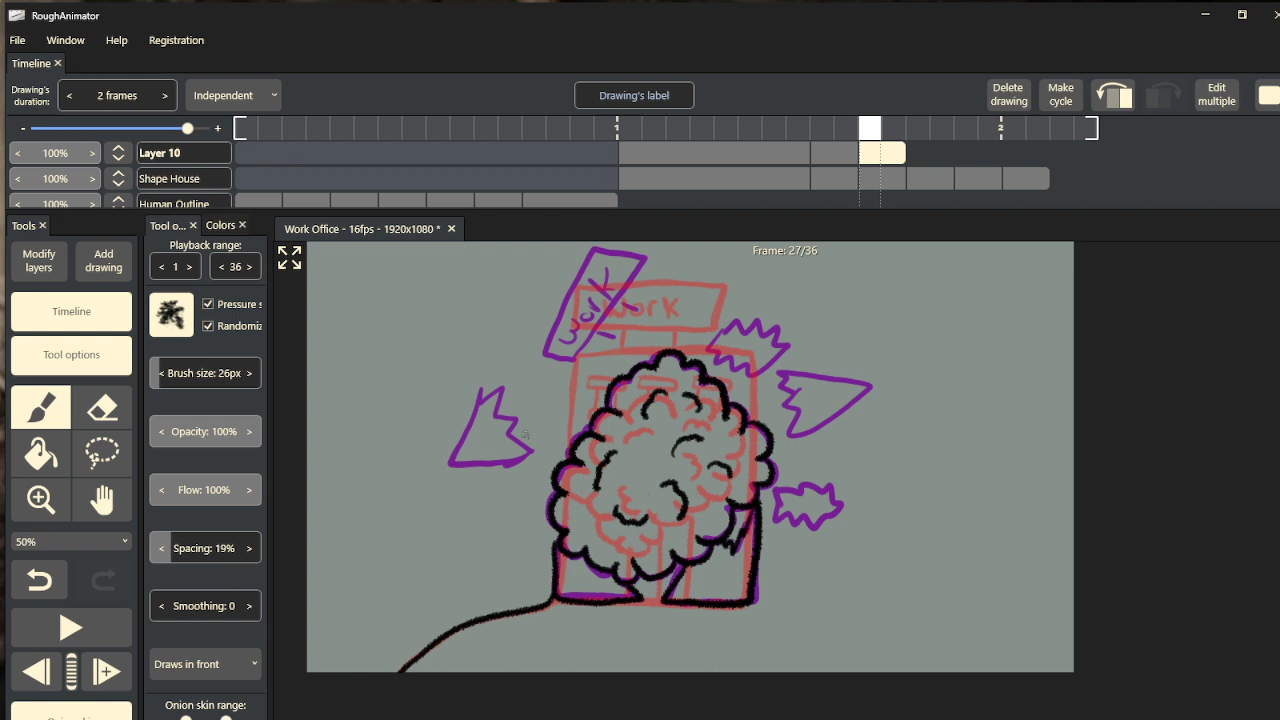 RoughAnimator
File Window Help Registration
Timeline
Drawing's duration: < 2 frames > Independent Drawing's label Delete drawing Make cycle Edit multiple
- + 1 2
< 100% > Layer 10
< 100% > Shape House
< 100% > Human Outline
Tools Tool o... Colors Work Office - 16fps - 1920x1080 *
Playback range:
Modify layers Add drawing < 1 > < 36 > Frame: 27/36
Timeline Pressure s
Randomiz
Tool options
< Brush size: 26px >
< Opacity: 100% >
< Flow: 100% >
50% < Spacing: 19% >
< Smoothing: 0 >
Draws in front
Onion skin range:
work
work